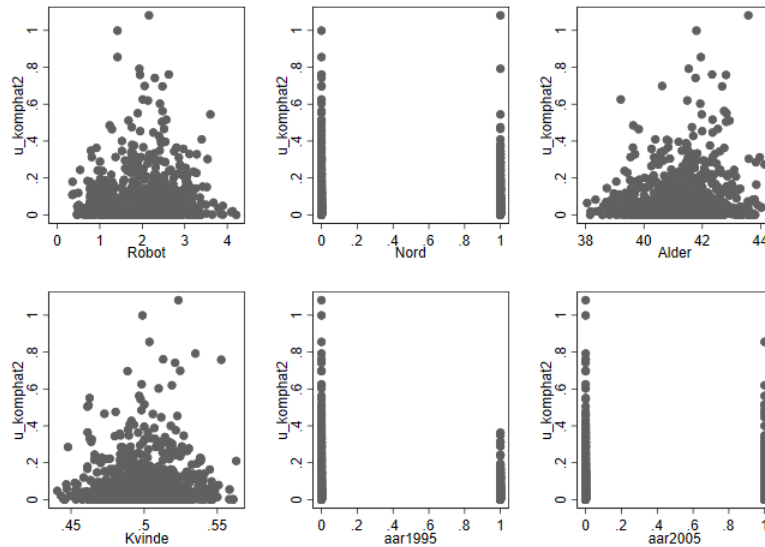 u_komphat2
0 .2 .4 .6 .8 1
0 1 2 3 4
Robot
u_komphat2
0 .2 .4 .6 .8 1
0 .2 .4 .6 .8 1
Nord
u_komphat2
0 .2 .4 .6 .8 1
38 40 42 44
Alder
u_komphat2
0 .2 .4 .6 .8 1
.45 .5 .55
Kvinde
u_komphat2
0 .2 .4 .6 .8 1
0 .2 .4 .6 .8 1
aar1995
u_komphat2
0 .2 .4 .6 .8 1
0 .2 .4 .6 .8 1
aar2005